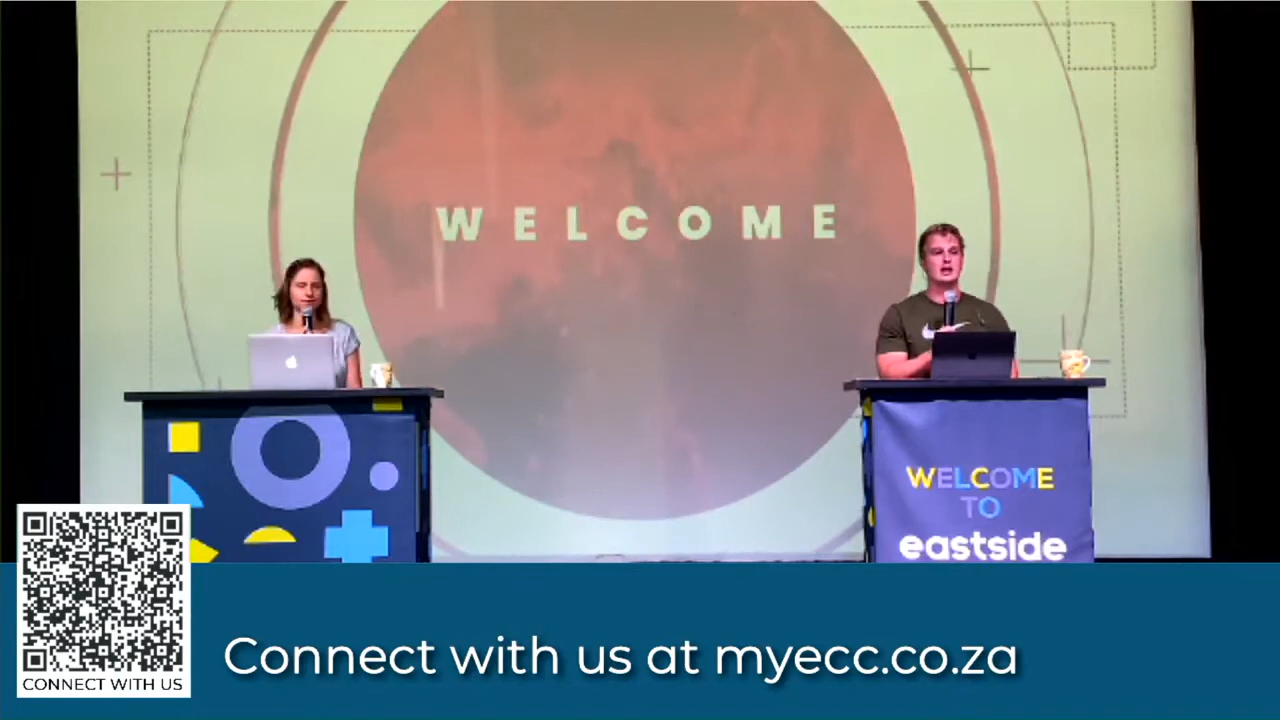 WELCOME
WELCOME
TO
eastside
CONNECT WITH US
Connect with us at myecc.co.za